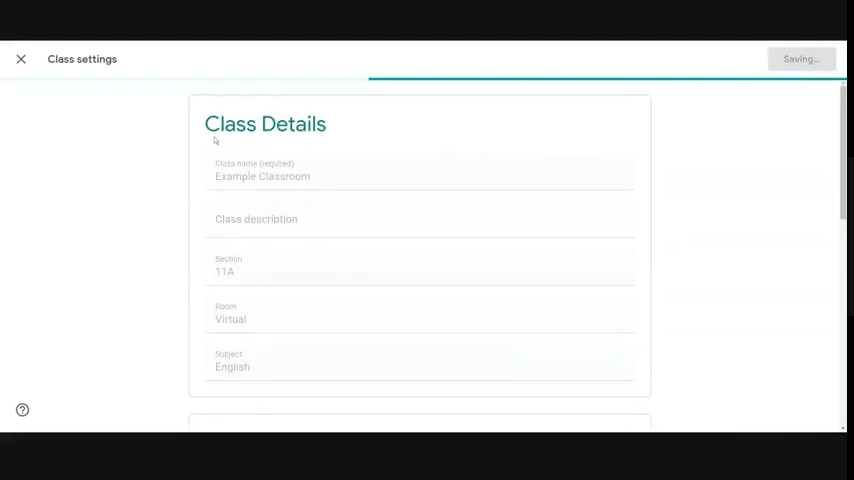 Class settings
Saving...
Class Details
Class name (required)
Example Classroom
Class description
Section
11A
Room
Virtual
Subject
English